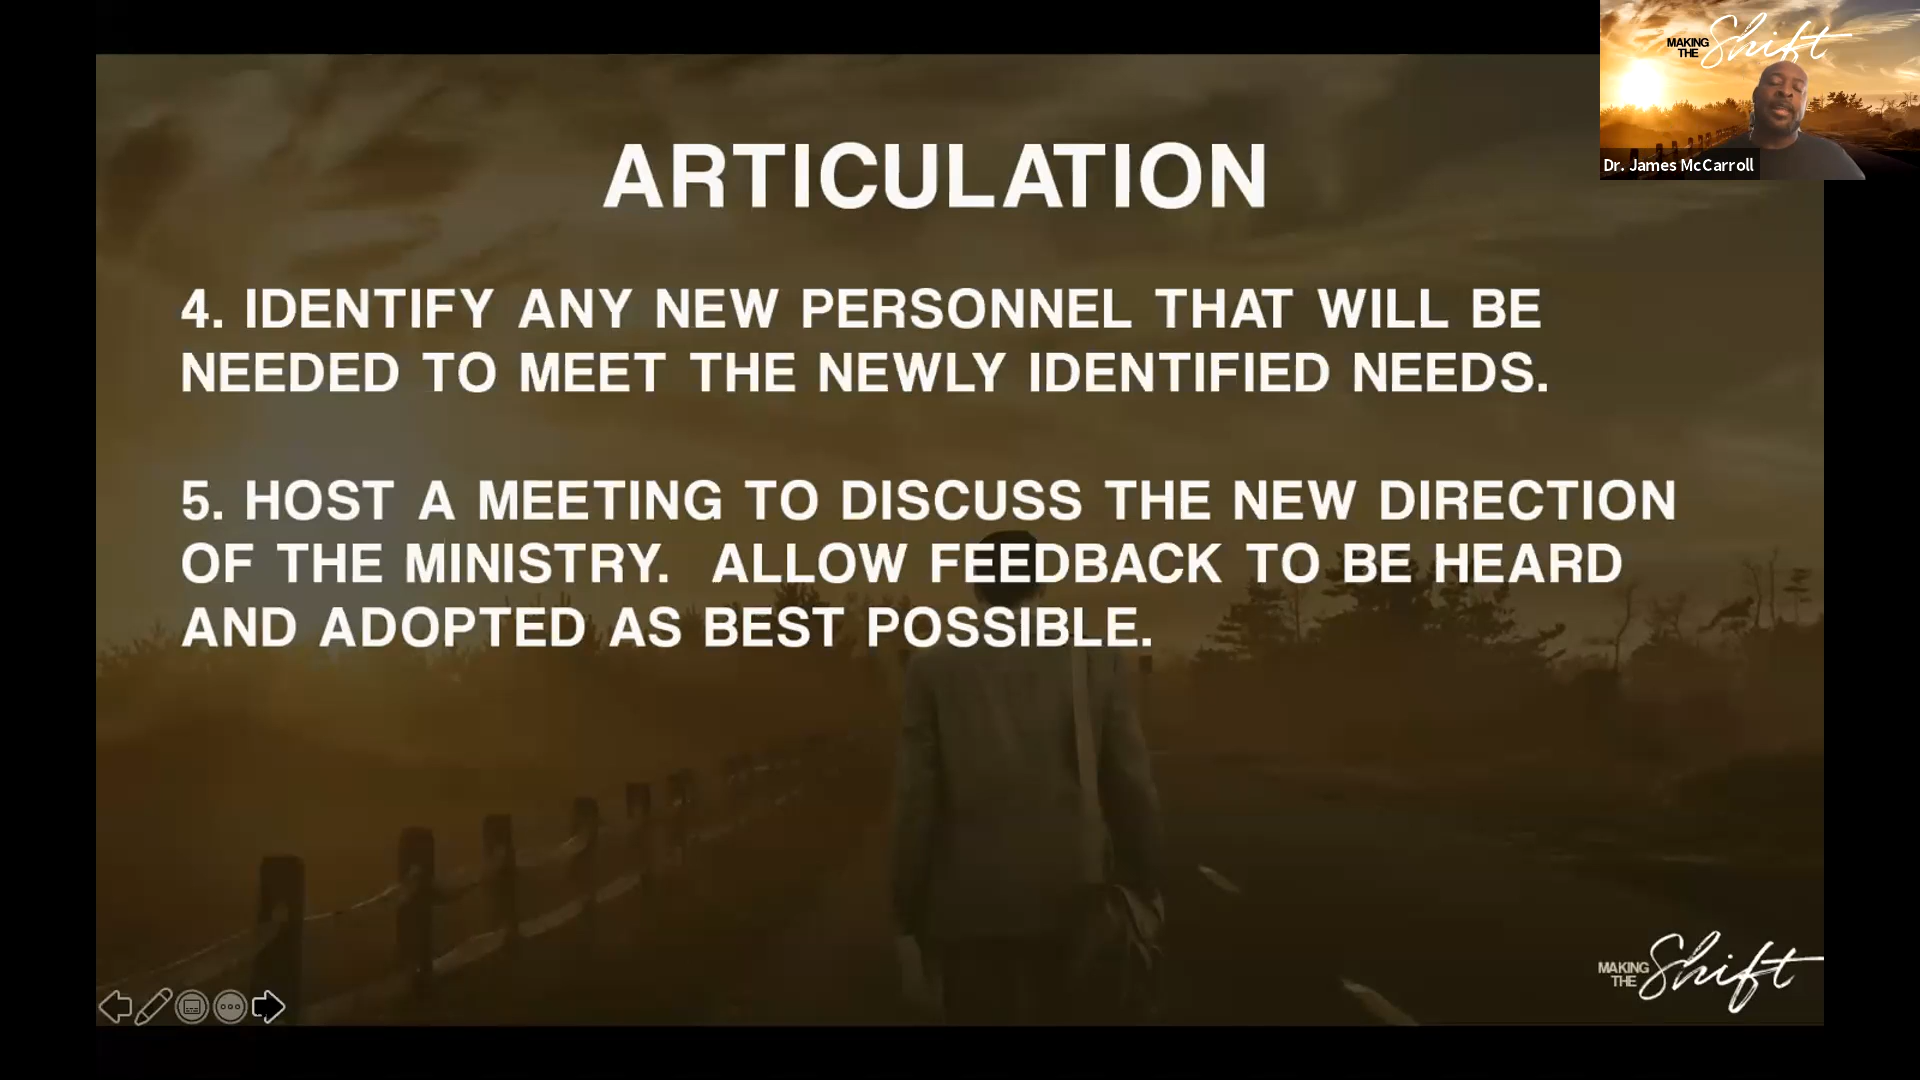 MAKING
THE
Shift
Dr. James McCarroll
ARTICULATION
4. IDENTIFY ANY NEW PERSONNEL THAT WILL BE
NEEDED TO MEET THE NEWLY IDENTIFIED NEEDS.
5. HOST A MEETING TO DISCUSS THE NEW DIRECTION
OF THE MINISTRY.  ALLOW FEEDBACK TO BE HEARD
AND ADOPTED AS BEST POSSIBLE.
MAKING
THE
Shift